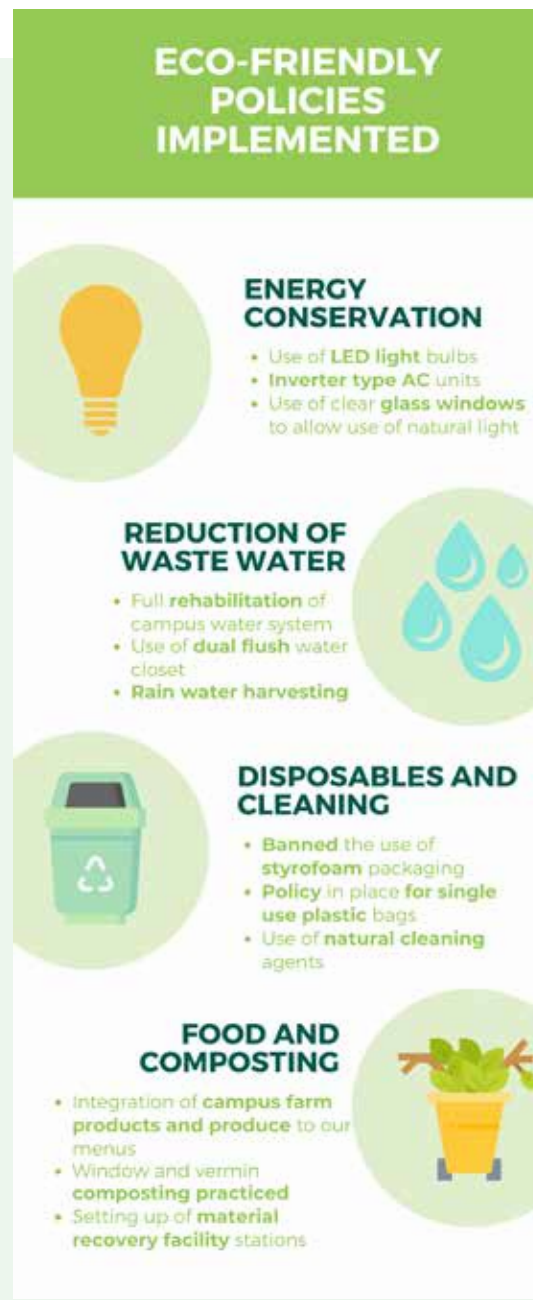 ECO-FRIENDLY
POLICIES
IMPLEMENTED
ENERGY
CONSERVATION
• Use of LED light bulbs
• Inverter type AC units
• Use of clear glass windows
to allow use of natural light
REDUCTION OF
WASTE WATER
• Full rehabilitation of
campus water system
• Use of dual flush water
closet
• Rain water harvesting
DISPOSABLES AND
CLEANING
• Banned the use of
styrofoam packaging
• Policy in place for single
use plastic bags
• Use of natural cleaning
agents
FOOD AND
COMPOSTING
• Integration of campus farm
products and produce to our
menus
• Window and vermin
composting practiced
• Setting up of material
recovery facility stations